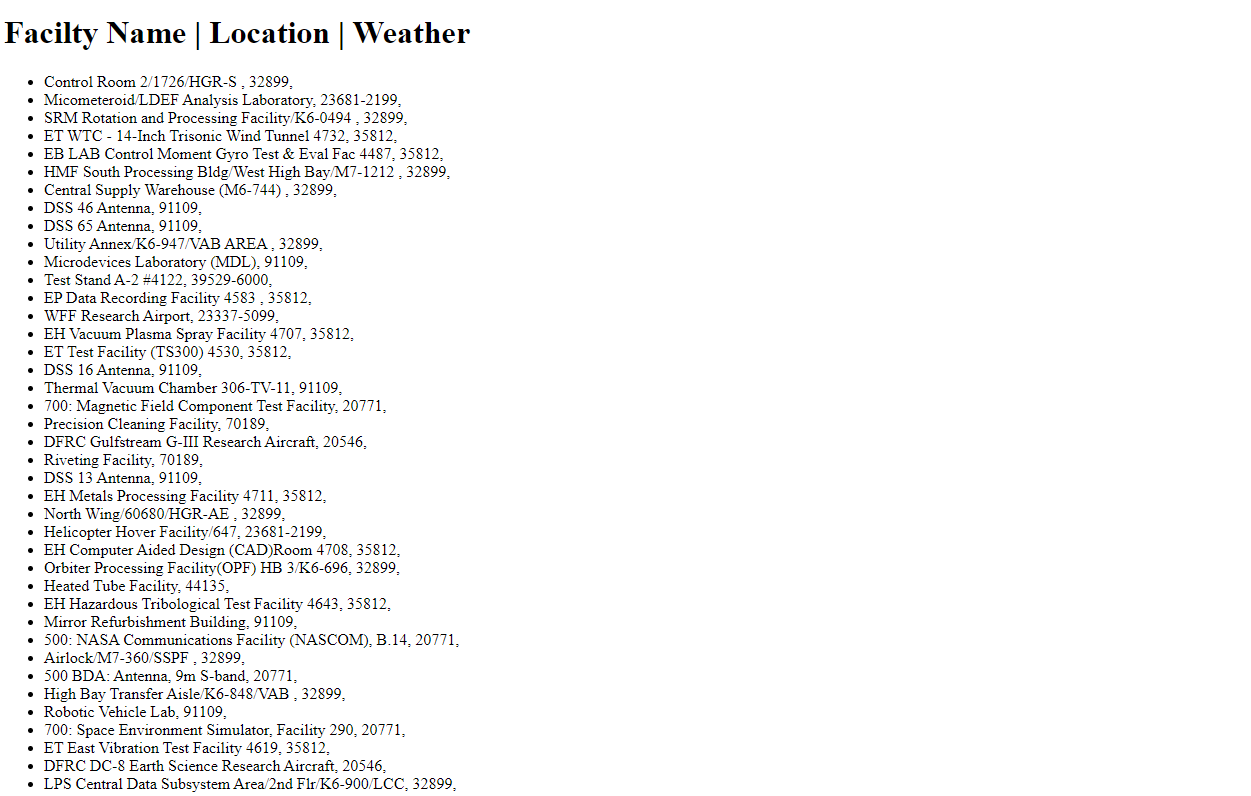 Facilty Name | Location | Weather
Control Room 2/1726/HGR-S , 32899,
Micometeroid/LDEF Analysis Laboratory, 23681-2199,
SRM Rotation and Processing Facility/K6-0494 , 32899,
ET WTC - 14-Inch Trisonic Wind Tunnel 4732, 35812,
EB LAB Control Moment Gyro Test & Eval Fac 4487, 35812,
HMF South Processing Bldg/West High Bay/M7-1212 , 32899,
Central Supply Warehouse (M6-744) , 32899,
DSS 46 Antenna, 91109,
DSS 65 Antenna, 91109,
Utility Annex/K6-947/VAB AREA , 32899,
Microdevices Laboratory (MDL), 91109,
Test Stand A-2 #4122, 39529-6000,
EP Data Recording Facility 4583 , 35812,
WFF Research Airport, 23337-5099,
EH Vacuum Plasma Spray Facility 4707, 35812,
ET Test Facility (TS300) 4530, 35812,
DSS 16 Antenna, 91109,
Thermal Vacuum Chamber 306-TV-11, 91109,
700: Magnetic Field Component Test Facility, 20771,
Precision Cleaning Facility, 70189,
DFRC Gulfstream G-III Research Aircraft, 20546,
Riveting Facility, 70189,
DSS 13 Antenna, 91109,
EH Metals Processing Facility 4711, 35812,
North Wing/60680/HGR-AE , 32899,
Helicopter Hover Facility/647, 23681-2199,
EH Computer Aided Design (CAD)Room 4708, 35812,
Orbiter Processing Facility(OPF) HB 3/K6-696, 32899,
Heated Tube Facility, 44135,
EH Hazardous Tribological Test Facility 4643, 35812,
Mirror Refurbishment Building, 91109,
500: NASA Communications Facility (NASCOM), B.14, 20771,
Airlock/M7-360/SSPF , 32899,
500 BDA: Antenna, 9m S-band, 20771,
High Bay Transfer Aisle/K6-848/VAB , 32899,
Robotic Vehicle Lab, 91109,
700: Space Environment Simulator, Facility 290, 20771,
ET East Vibration Test Facility 4619, 35812,
DFRC DC-8 Earth Science Research Aircraft, 20546,
LPS Central Data Subsystem Area/2nd Flr/K6-900/LCC, 32899,